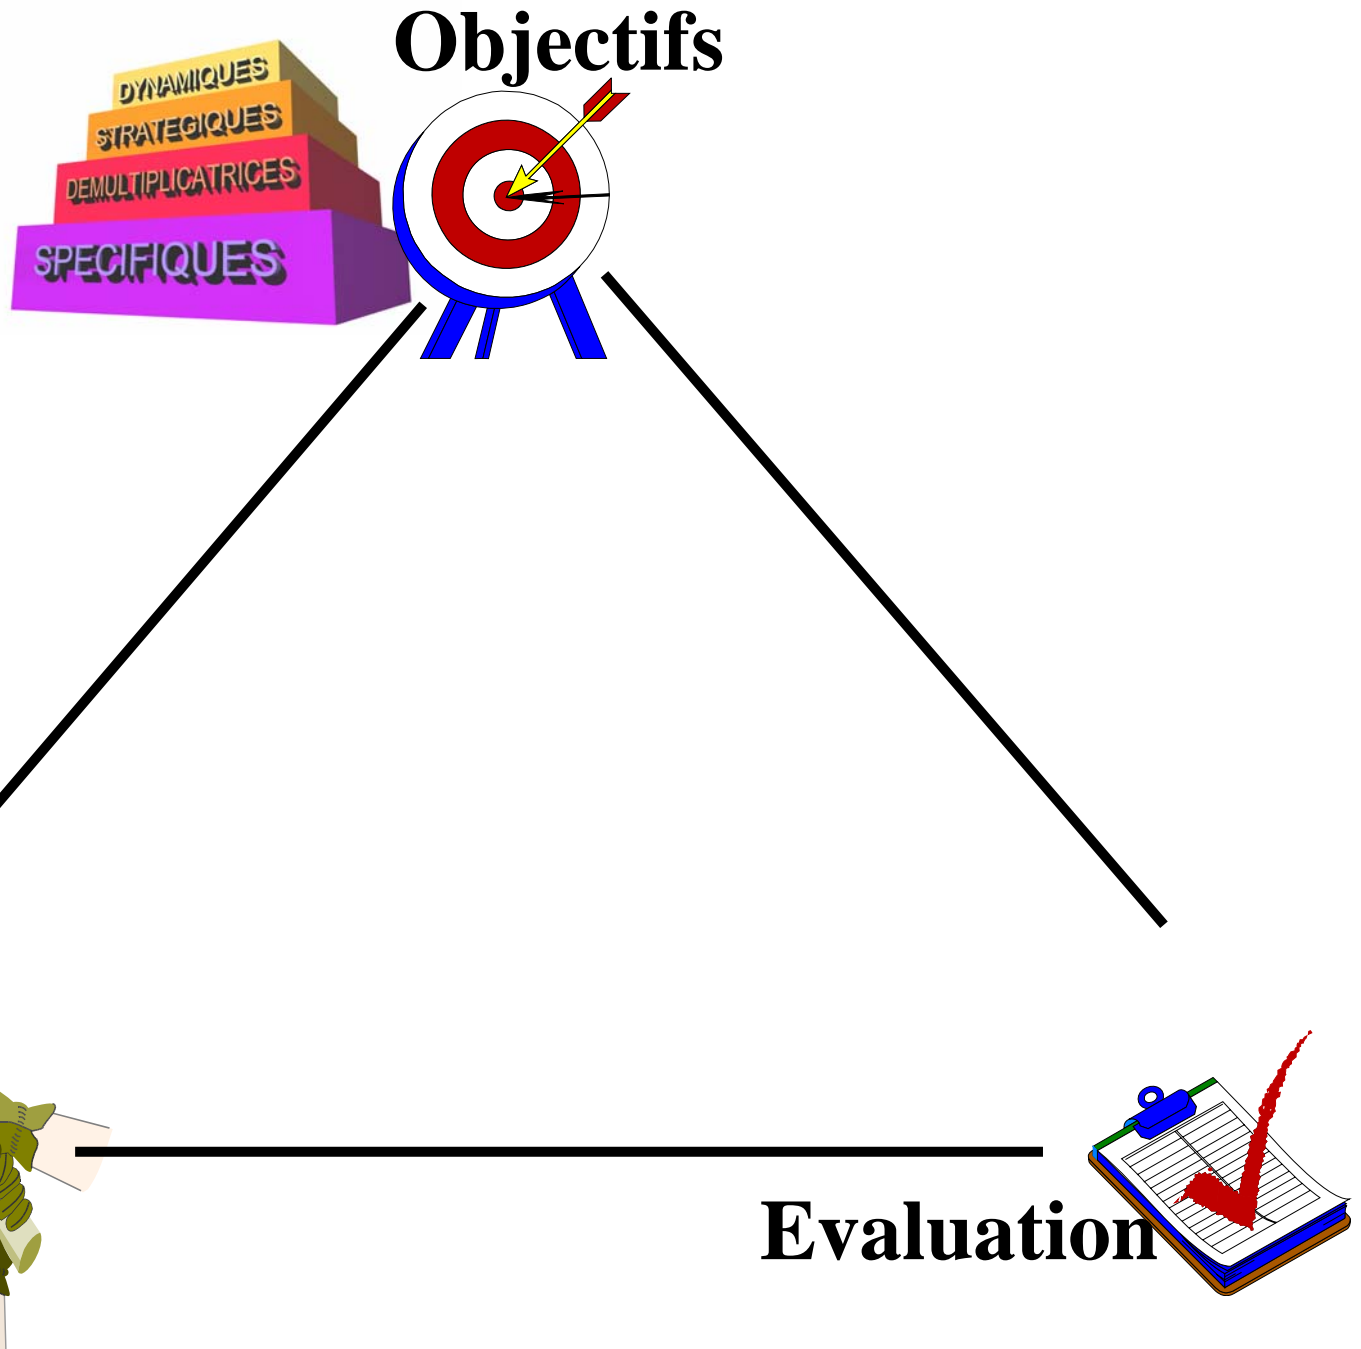 Objectifs
DYNAMIQUES
STRATEGIQUES
DEMULTIPLICATRICES
SPECIFIQUES
Evaluation